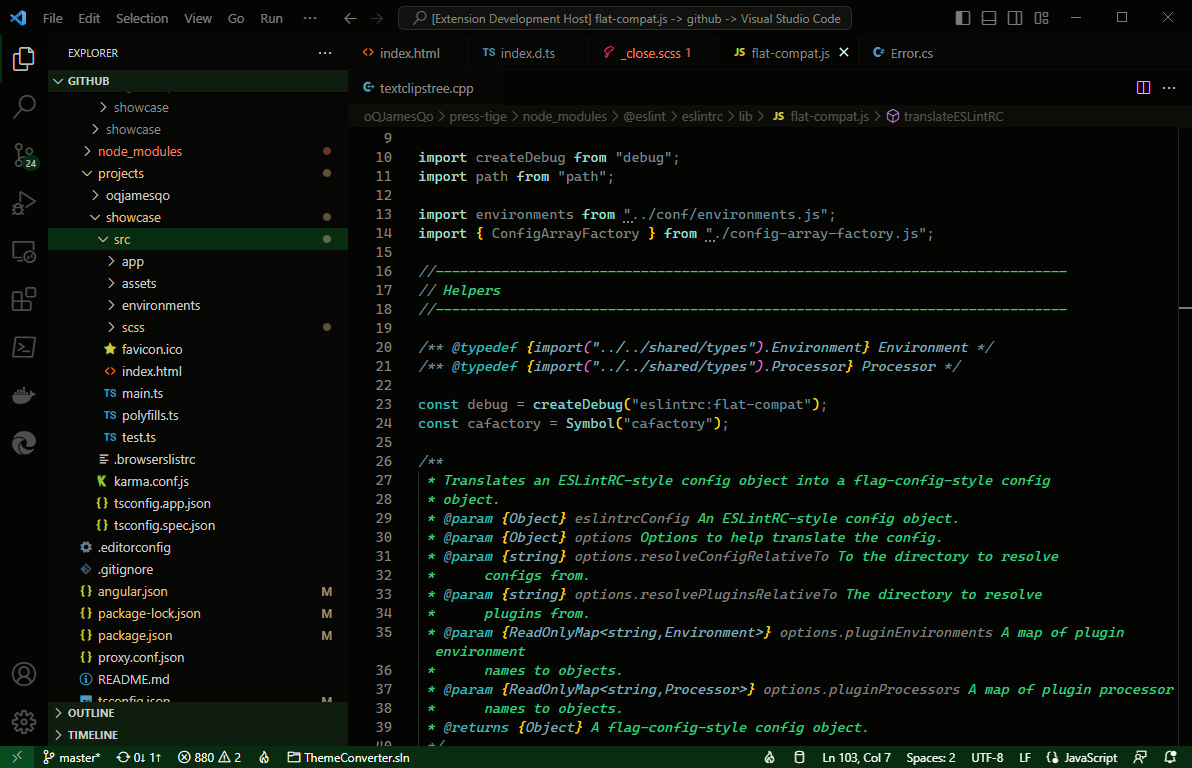 File Edit Selection View Go Run ··· [Extension Development Host] flat-compat.js -> github -> Visual Studio Code
EXPLORER ···
GITHUB
showcase
showcase
node_modules
projects
oqjamesqo
showcase
src
app
assets
environments
scss
favicon.ico
<> index.html
TS main.ts
TS polyfills.ts
TS test.ts
.browserslistrc
karma.conf.js
{} tsconfig.app.json
{} tsconfig.spec.json
.editorconfig
.gitignore
{} angular.json M
{} package-lock.json M
{} package.json M
{} proxy.conf.json
README.md
tsconfig.json M
OUTLINE
TIMELINE
24
<> index.html TS index.d.ts _close.scss 1 JS flat-compat.js Error.cs
textclipstree.cpp ···
oQJamesQo > press-tige > node_modules > @eslint > eslintrc > lib > JS flat-compat.js > translateESLintRC
9
10 import createDebug from "debug";
11 import path from "path";
12
13 import environments from "../conf/environments.js";
14 import { ConfigArrayFactory } from "./config-array-factory.js";
15
16 //-----------------------------------------------------------------------------
17 // Helpers
18 //-----------------------------------------------------------------------------
19
20 /** @typedef {import("../../shared/types").Environment} Environment */
21 /** @typedef {import("../../shared/types").Processor} Processor */
22
23 const debug = createDebug("eslintrc:flat-compat");
24 const cafactory = Symbol("cafactory");
25
26 /**
27 * Translates an ESLintRC-style config object into a flag-config-style config
28 * object.
29 * @param {Object} eslintrcConfig An ESLintRC-style config object.
30 * @param {Object} options Options to help translate the config.
31 * @param {string} options.resolveConfigRelativeTo To the directory to resolve
32 * configs from.
33 * @param {string} options.resolvePluginsRelativeTo The directory to resolve
34 * plugins from.
35 * @param {ReadOnlyMap<string,Environment>} options.pluginEnvironments A map of plugin
environment
36 * names to objects.
37 * @param {ReadOnlyMap<string,Processor>} options.pluginProcessors A map of plugin processor
38 * names to objects.
39 * @returns {Object} A flag-config-style config object.
40 */
master* 0↓ 1↑ 880 2 ThemeConverter.sln Ln 103, Col 7 Spaces: 2 UTF-8 LF {} JavaScript